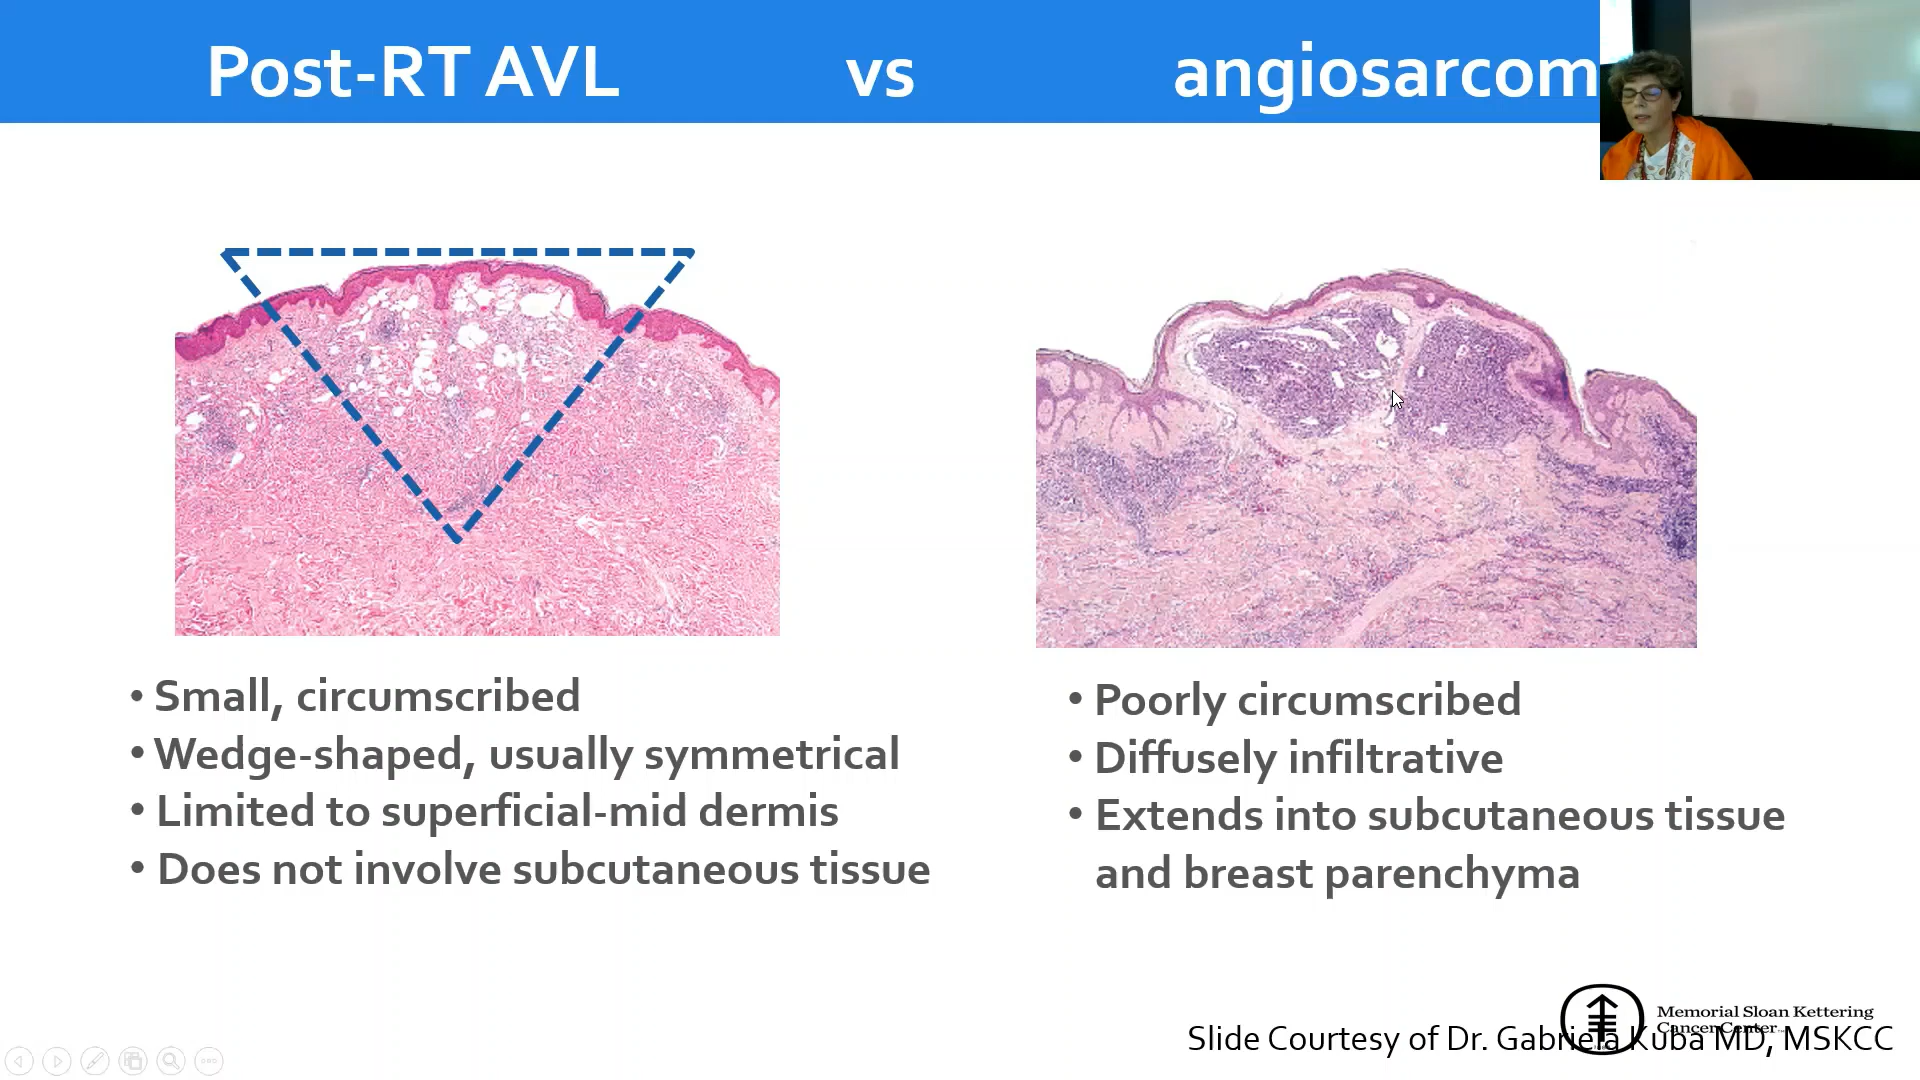 Post-RT AVL vs angiosarcom
• Small, circumscribed
• Wedge-shaped, usually symmetrical
• Limited to superficial-mid dermis
• Does not involve subcutaneous tissue
• Poorly circumscribed
• Diffusely infiltrative
• Extends into subcutaneous tissue
and breast parenchyma
Memorial Sloan Kettering
Cancer Center
Slide Courtesy of Dr. Gabriela Kuba MD, MSKCC